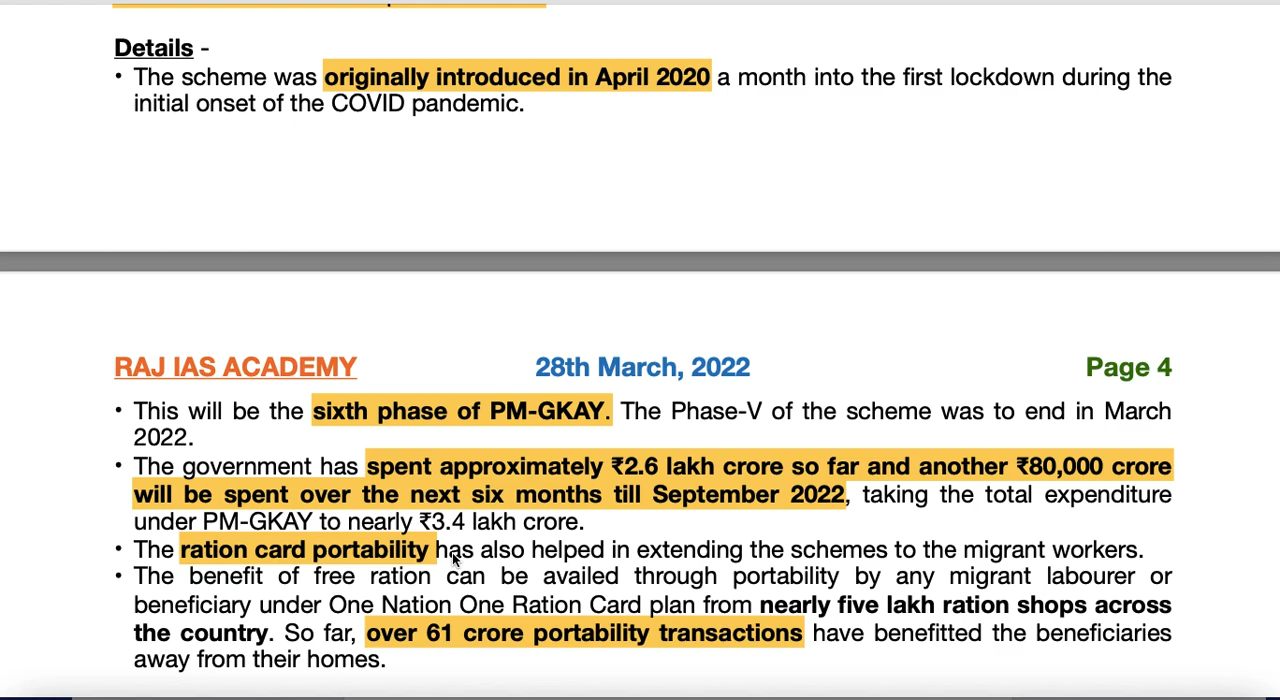 Details -
• The scheme was originally introduced in April 2020 a month into the first lockdown during the
initial onset of the COVID pandemic.
RAJ IAS ACADEMY 28th March, 2022 Page 4
• This will be the sixth phase of PM-GKAY. The Phase-V of the scheme was to end in March
2022.
• The government has spent approximately ₹2.6 lakh crore so far and another ₹80,000 crore
will be spent over the next six months till September 2022, taking the total expenditure
under PM-GKAY to nearly ₹3.4 lakh crore.
• The ration card portability has also helped in extending the schemes to the migrant workers.
• The benefit of free ration can be availed through portability by any migrant labourer or
beneficiary under One Nation One Ration Card plan from nearly five lakh ration shops across
the country. So far, over 61 crore portability transactions have benefitted the beneficiaries
away from their homes.